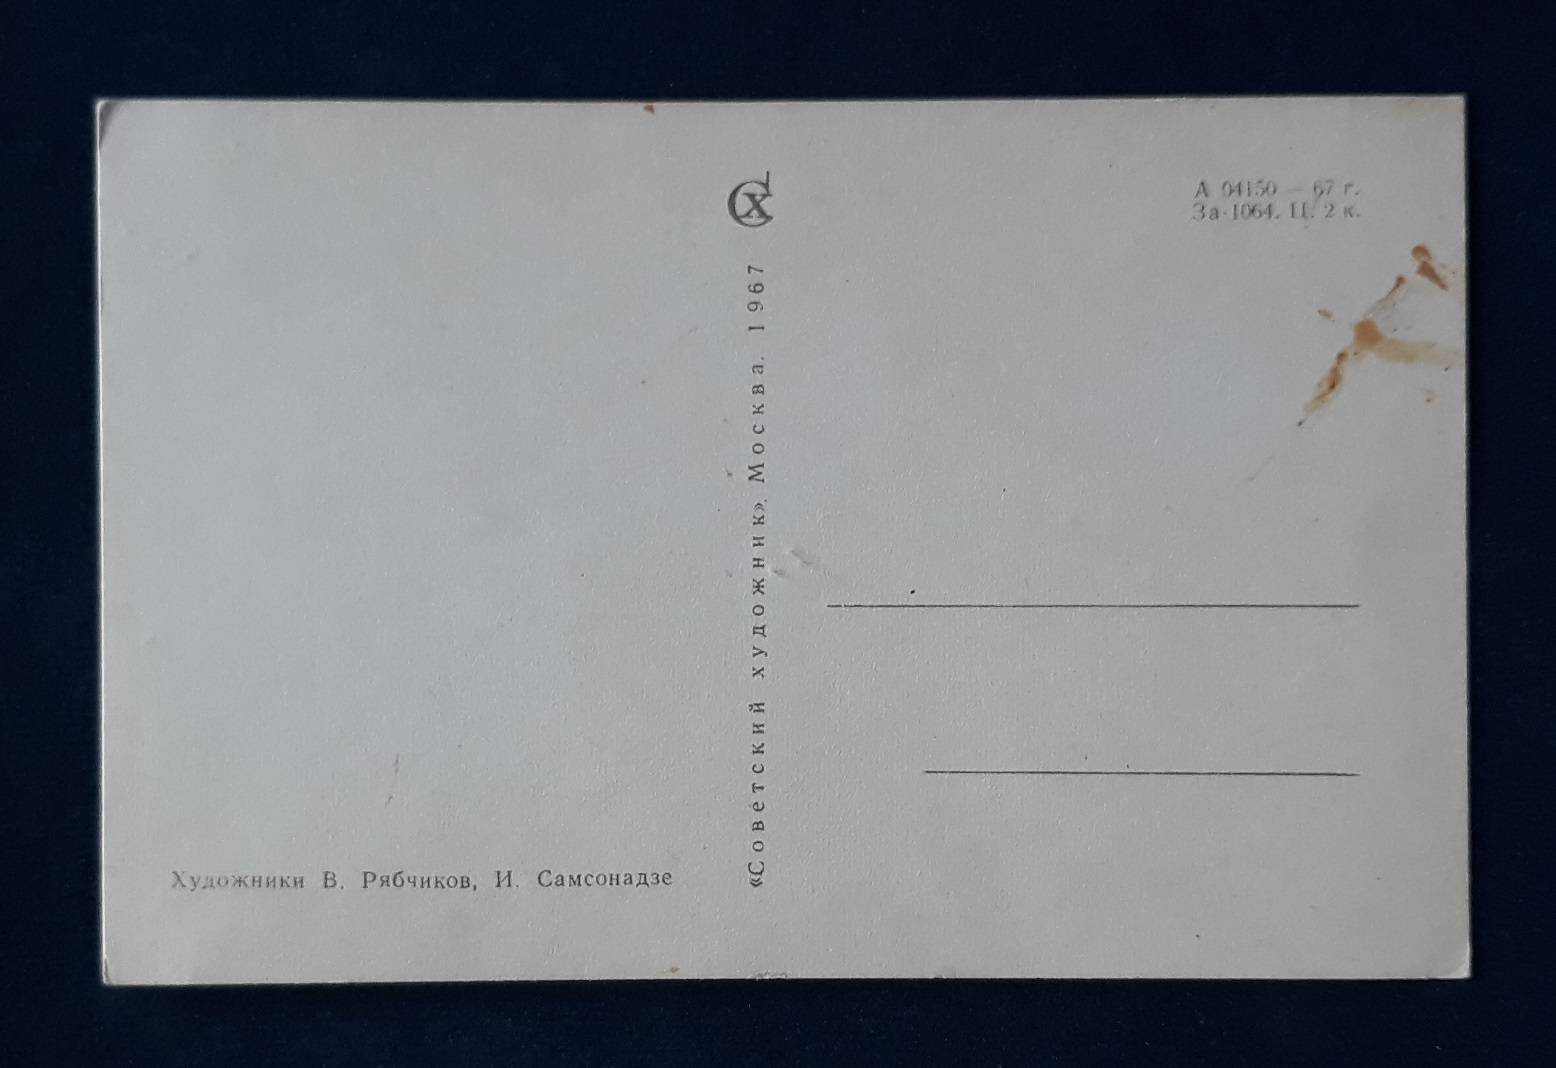 СХ
А 04150 — 67 г.
За-1064. Ц. 2 к.
«Советский художник». Москва. 1967
Художники В. Рябчиков, И. Самсонадзе